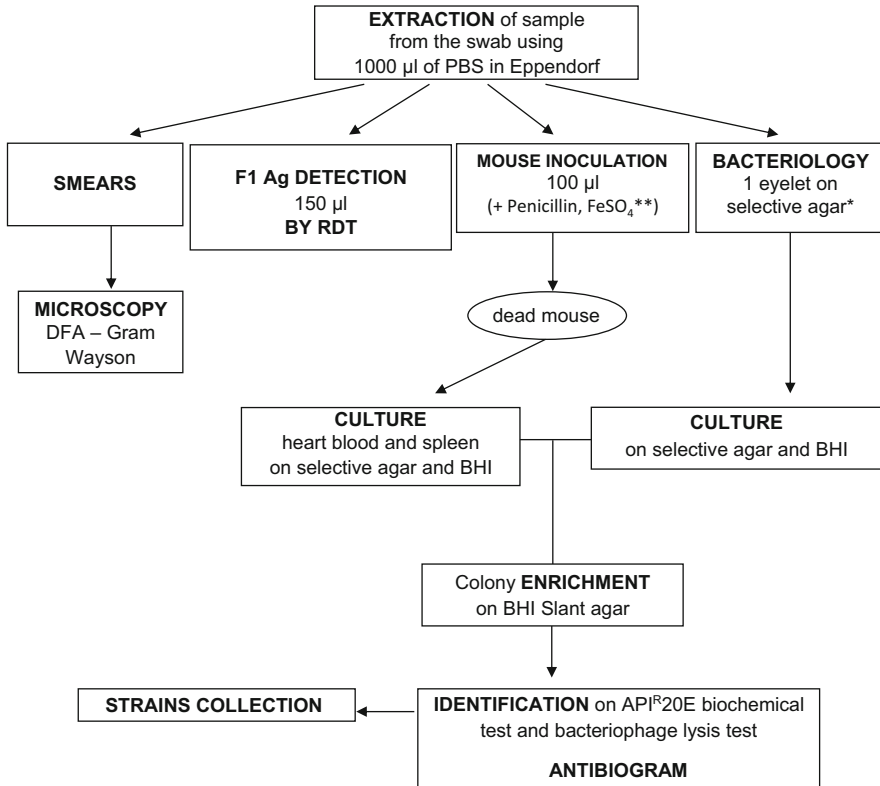 EXTRACTION of sample
from the swab using
1000 µl of PBS in Eppendorf
SMEARS
F1 Ag DETECTION
150 µl
BY RDT
MOUSE INOCULATION
100 µl
(+ Penicillin, FeSO₄**)
BACTERIOLOGY
1 eyelet on
selective agar*
MICROSCOPY
DFA – Gram
Wayson
dead mouse
CULTURE
heart blood and spleen
on selective agar and BHI
CULTURE
on selective agar and BHI
Colony ENRICHMENT
on BHI Slant agar
STRAINS COLLECTION
IDENTIFICATION on APIᴿ20E biochemical
test and bacteriophage lysis test
ANTIBIOGRAM